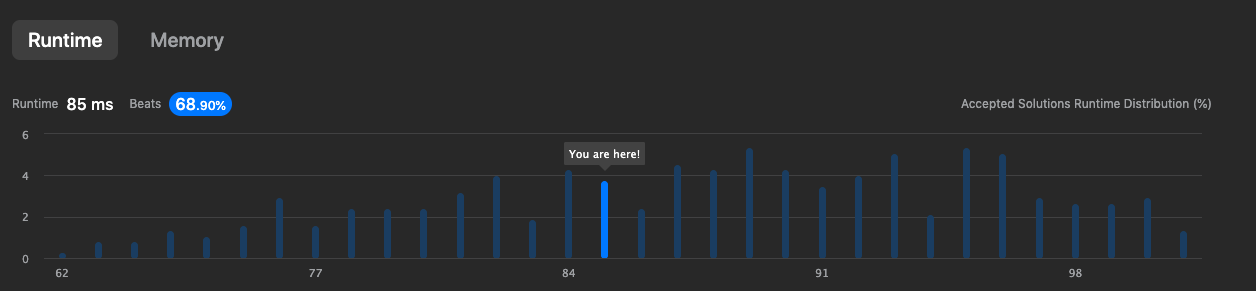 Runtime Memory
Runtime 85 ms Beats 68.90% Accepted Solutions Runtime Distribution (%)
6
You are here!
4
2
0
62 77 84 91 98